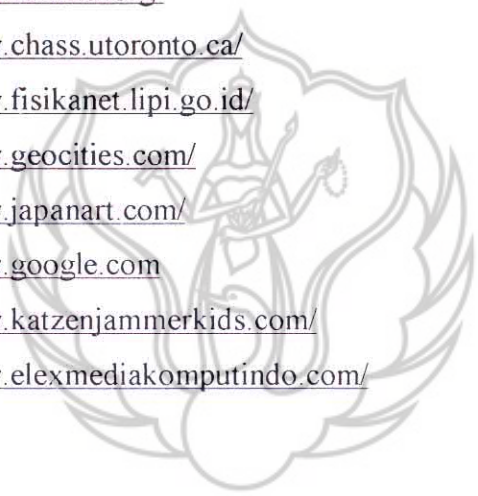 .chass.utoronto.ca/
.fisikanet.lipi.go.id/
.geocities.com/
.japanart.com/
.google.com
.katzenjammerkids.com/
.elexmediakomputindo.com/